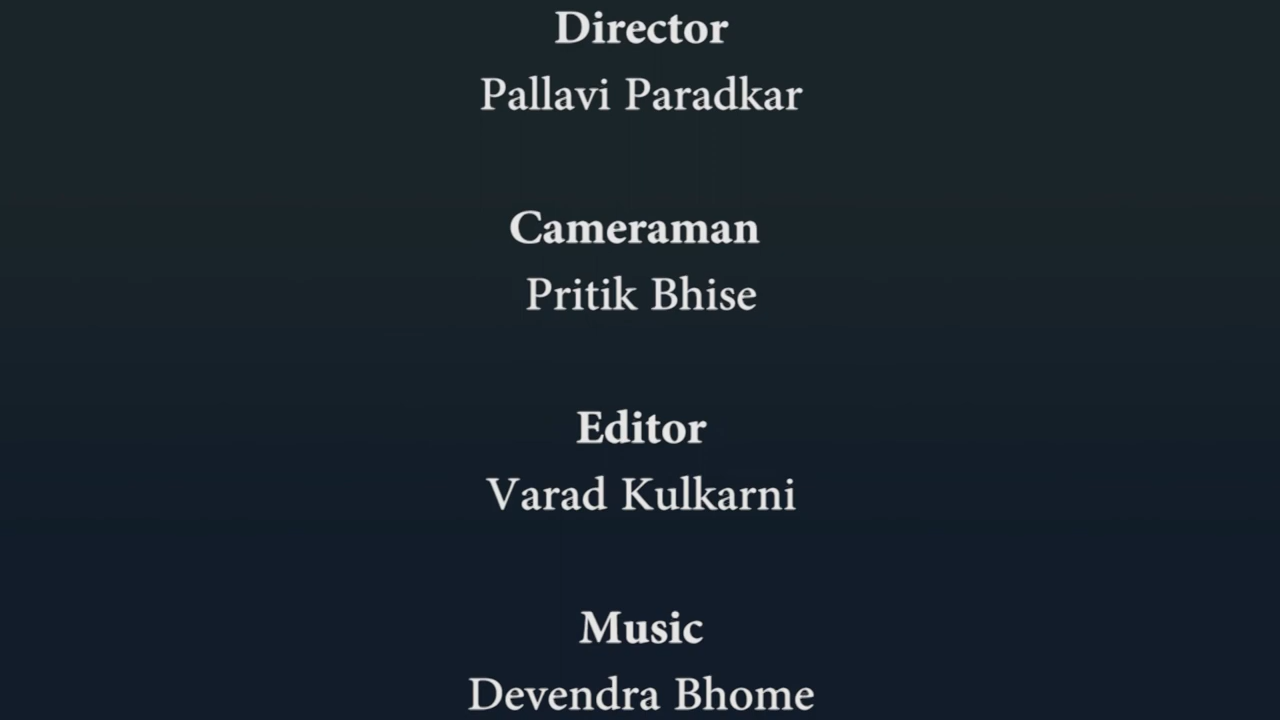 Director
Pallavi Paradkar
Cameraman
Pritik Bhise
Editor
Varad Kulkarni
Music
Devendra Bhome